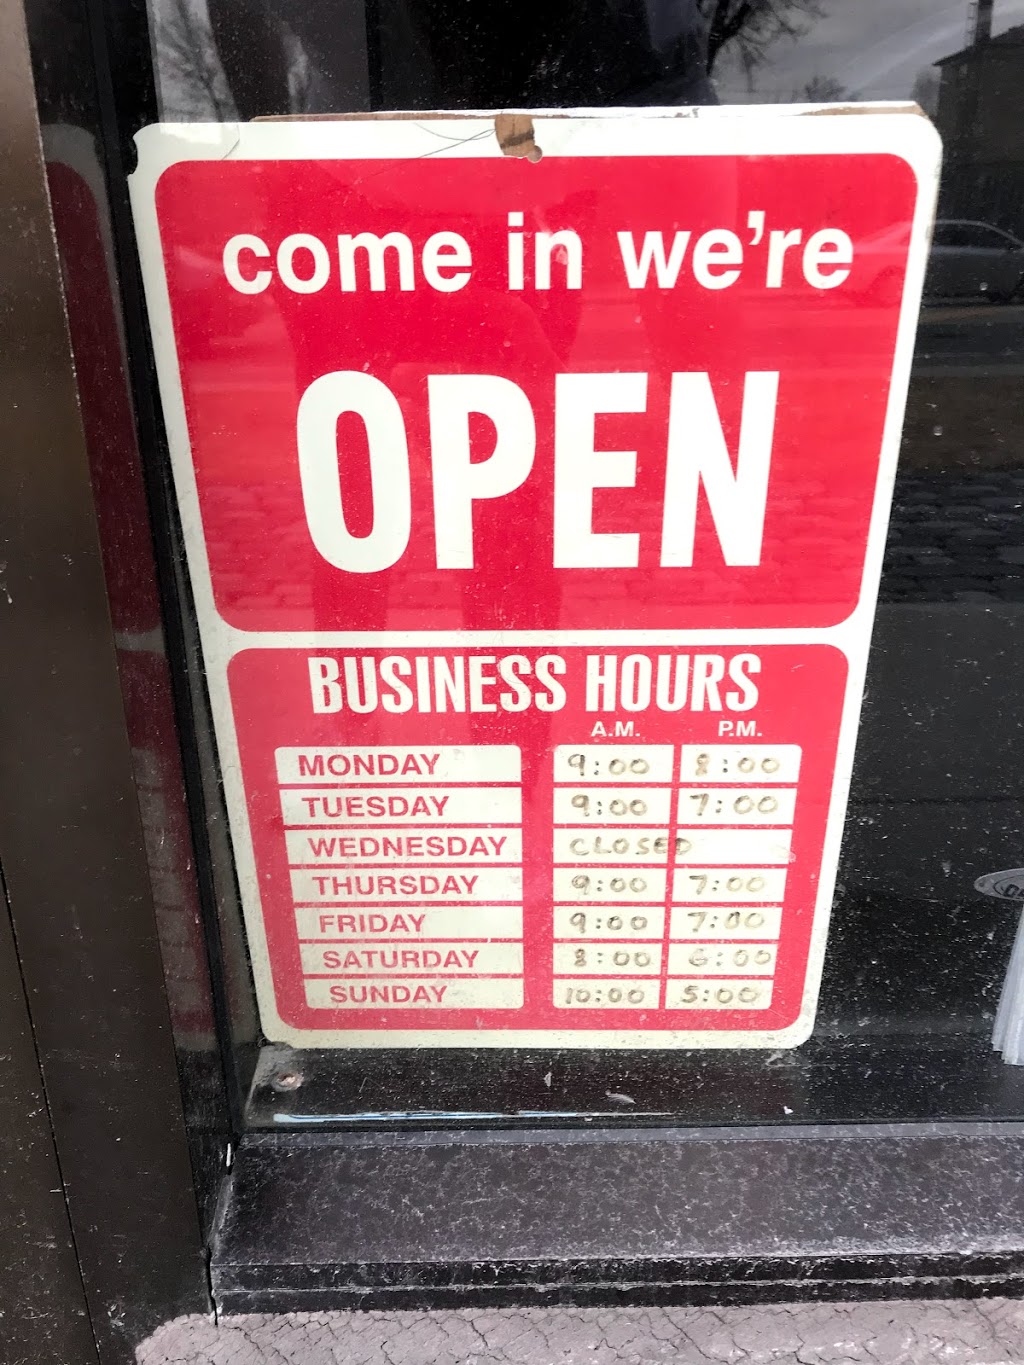 come in we're
OPEN
BUSINESS HOURS
A.M. P.M.
MONDAY 9:00 8:00
TUESDAY 9:00 7:00
WEDNESDAY CLOSED
THURSDAY 9:00 7:00
FRIDAY 9:00 7:00
SATURDAY 8:00 6:00
SUNDAY 10:00 5:00